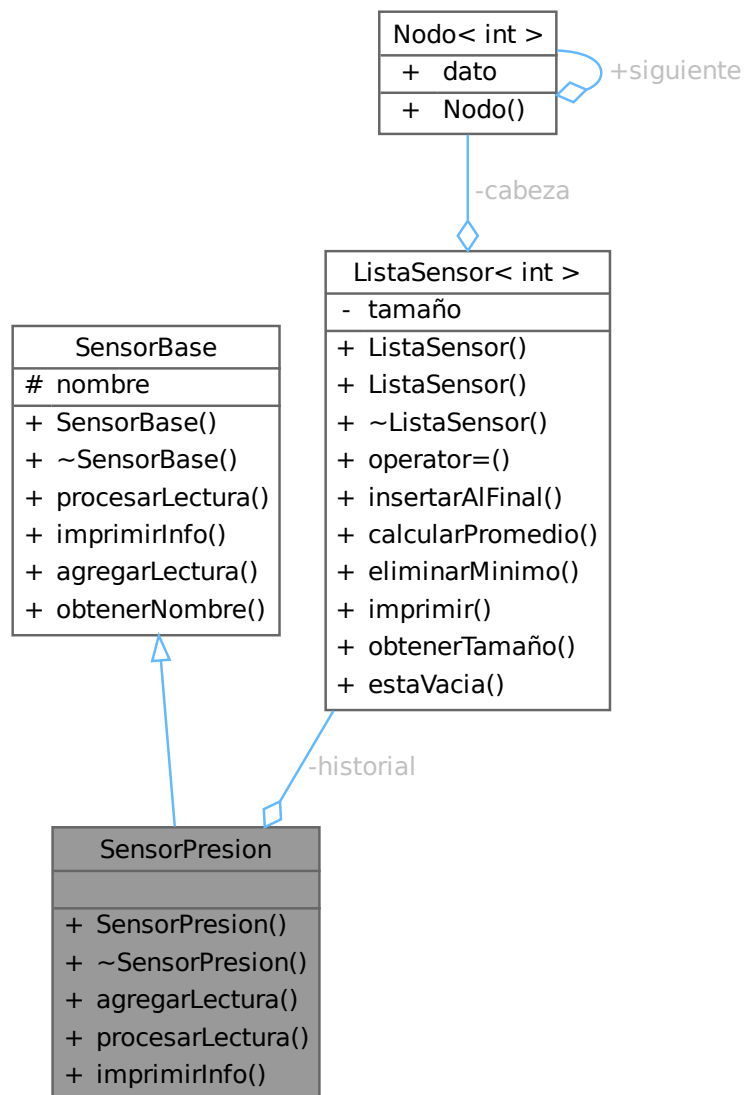 Nodo< int >
+ dato
+ Nodo()
+siguiente
-cabeza
ListaSensor< int >
- tamaño
+ ListaSensor()
+ ListaSensor()
+ ~ListaSensor()
+ operator=()
+ insertarAlFinal()
+ calcularPromedio()
+ eliminarMinimo()
+ imprimir()
+ obtenerTamaño()
+ estaVacia()
SensorBase
# nombre
+ SensorBase()
+ ~SensorBase()
+ procesarLectura()
+ imprimirInfo()
+ agregarLectura()
+ obtenerNombre()
-historial
SensorPresion
+ SensorPresion()
+ ~SensorPresion()
+ agregarLectura()
+ procesarLectura()
+ imprimirInfo()